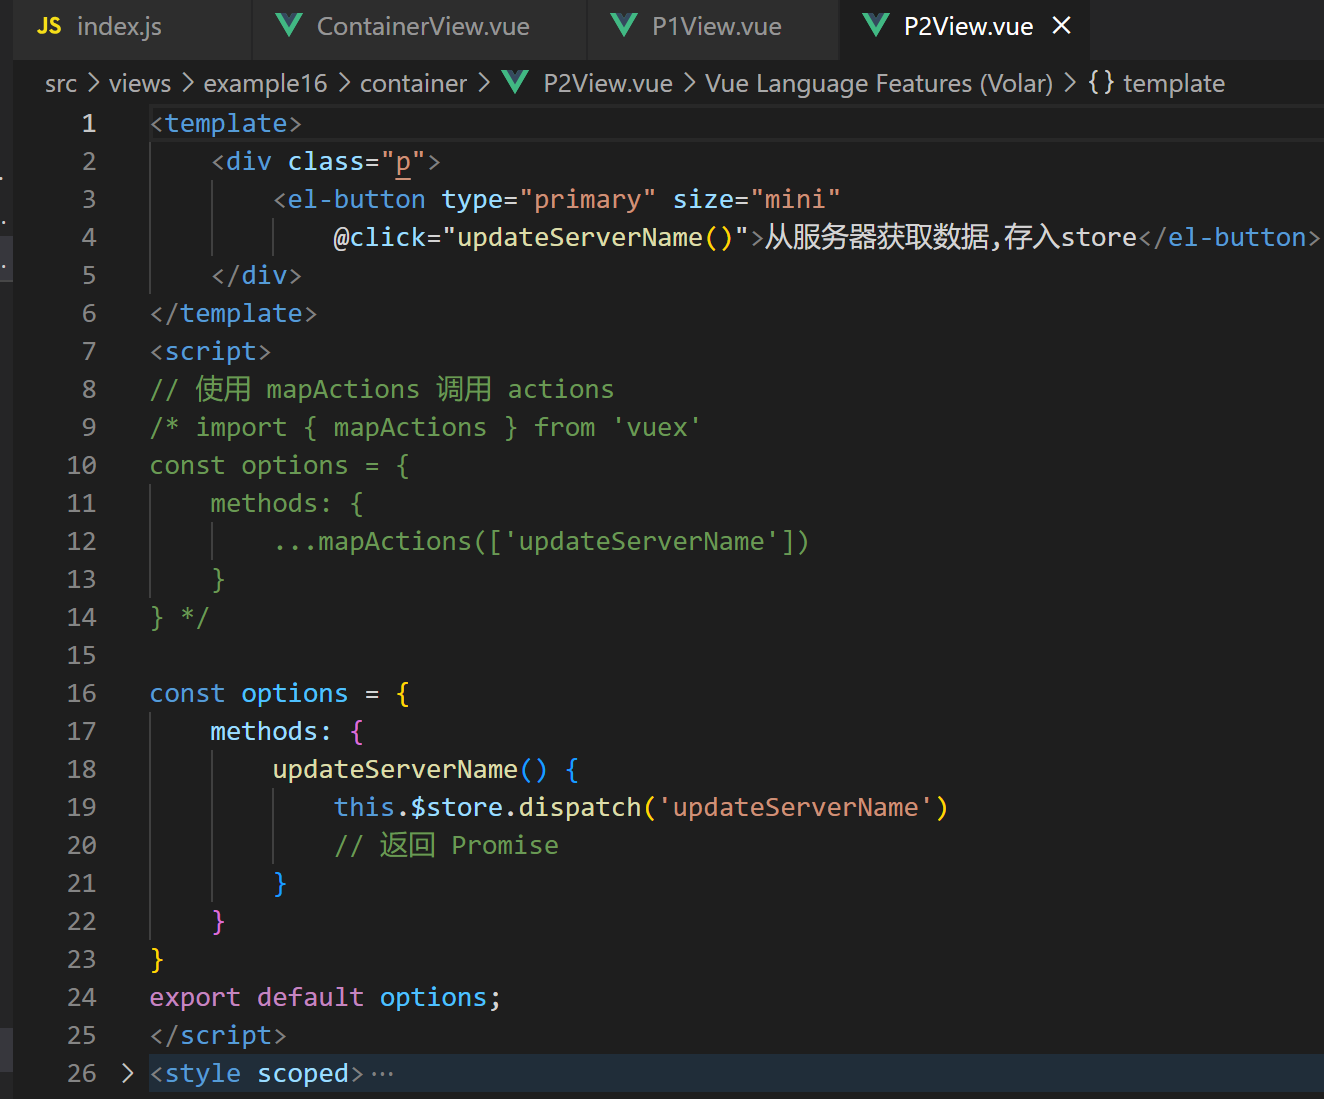 JS index.js ContainerView.vue P1View.vue P2View.vue
src > views > example16 > container > P2View.vue > Vue Language Features (Volar) > {} template
1 <template>
2 <div class="p">
3 <el-button type="primary" size="mini"
4 @click="updateServerName()">从服务器获取数据,存入store</el-button>
5 </div>
6 </template>
7 <script>
8 // 使用 mapActions 调用 actions
9 /* import { mapActions } from 'vuex'
10 const options = {
11 methods: {
12 ...mapActions(['updateServerName'])
13 }
14 } */
15
16 const options = {
17 methods: {
18 updateServerName() {
19 this.$store.dispatch('updateServerName')
20 // 返回 Promise
21 }
22 }
23 }
24 export default options;
25 </script>
26 > <style scoped>···